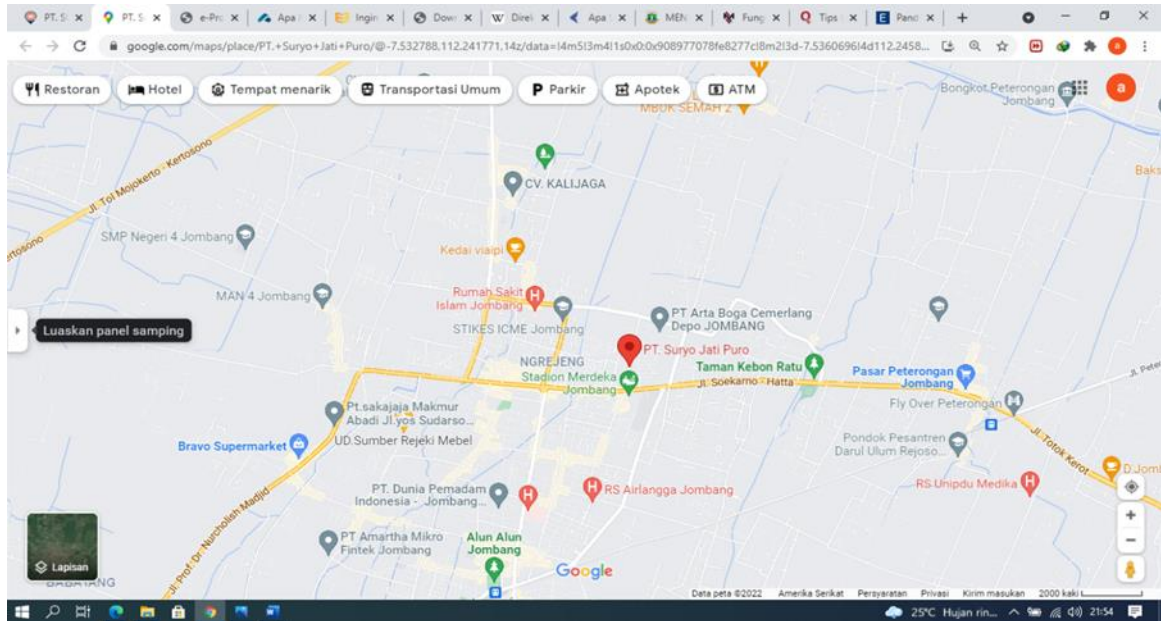 PT. S
PT. S
e-Pro
Apa
Ingin
Dow
Direk
Apa
MEN
Fung
Tips
Pand
google.com/maps/place/PT.+Suryo+Jati+Puro/@-7.532788,112.241771,14z/data=!4m5!3m4!1s0x0:0x908977078fe8277c!8m2!3d-7.5360696!4d112.2458...
Restoran
Hotel
Tempat menarik
Transportasi Umum
P Parkir
Apotek
ATM
a
MBUK SEMAH 2
Bongkot Peterongan
Jombang
Jl. Tol Mojokerto - Kertosono
CV. KALIJAGA
Baks
SMP Negeri 4 Jombang
Kedai viaipi
MAN 4 Jombang
Rumah Sakit
Islam Jombang
Luaskan panel samping
STIKES ICME Jombang
PT Arta Boga Cemerlang
Depo JOMBANG
PT. Suryo Jati Puro
NGREJENG
Stadion Merdeka
Jombang
Taman Kebon Ratu
Jl. Soekarno - Hatta
Pasar Peterongan
Jombang
Fly Over Peterongan
Pt.sakajaja Makmur
Abadi Jl.yos Sudarso...
UD.Sumber Rejeki Mebel
Bravo Supermarket
Pondok Pesantren
Darul Ulum Rejoso...
Jl. Totok Kerot
D'Jom
RS Unipdu Medika
PT. Dunia Pemadam
Indonesia - Jombang...
RS Airlangga Jombang
Jl. Prof. Dr. Nurcholish Madjid
PT Amartha Mikro
Fintek Jombang
Alun Alun
Jombang
Lapisan
Google
Data peta ©2022 Amerika Serikat Persyaratan Privasi Kirim masukan 2000 kaki
25°C Hujan rin...
21:54